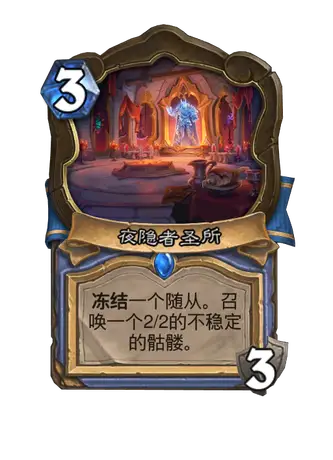 3
夜隐者圣所
冻结一个随从。召
唤一个2/2的不稳定
的骷髅。
3